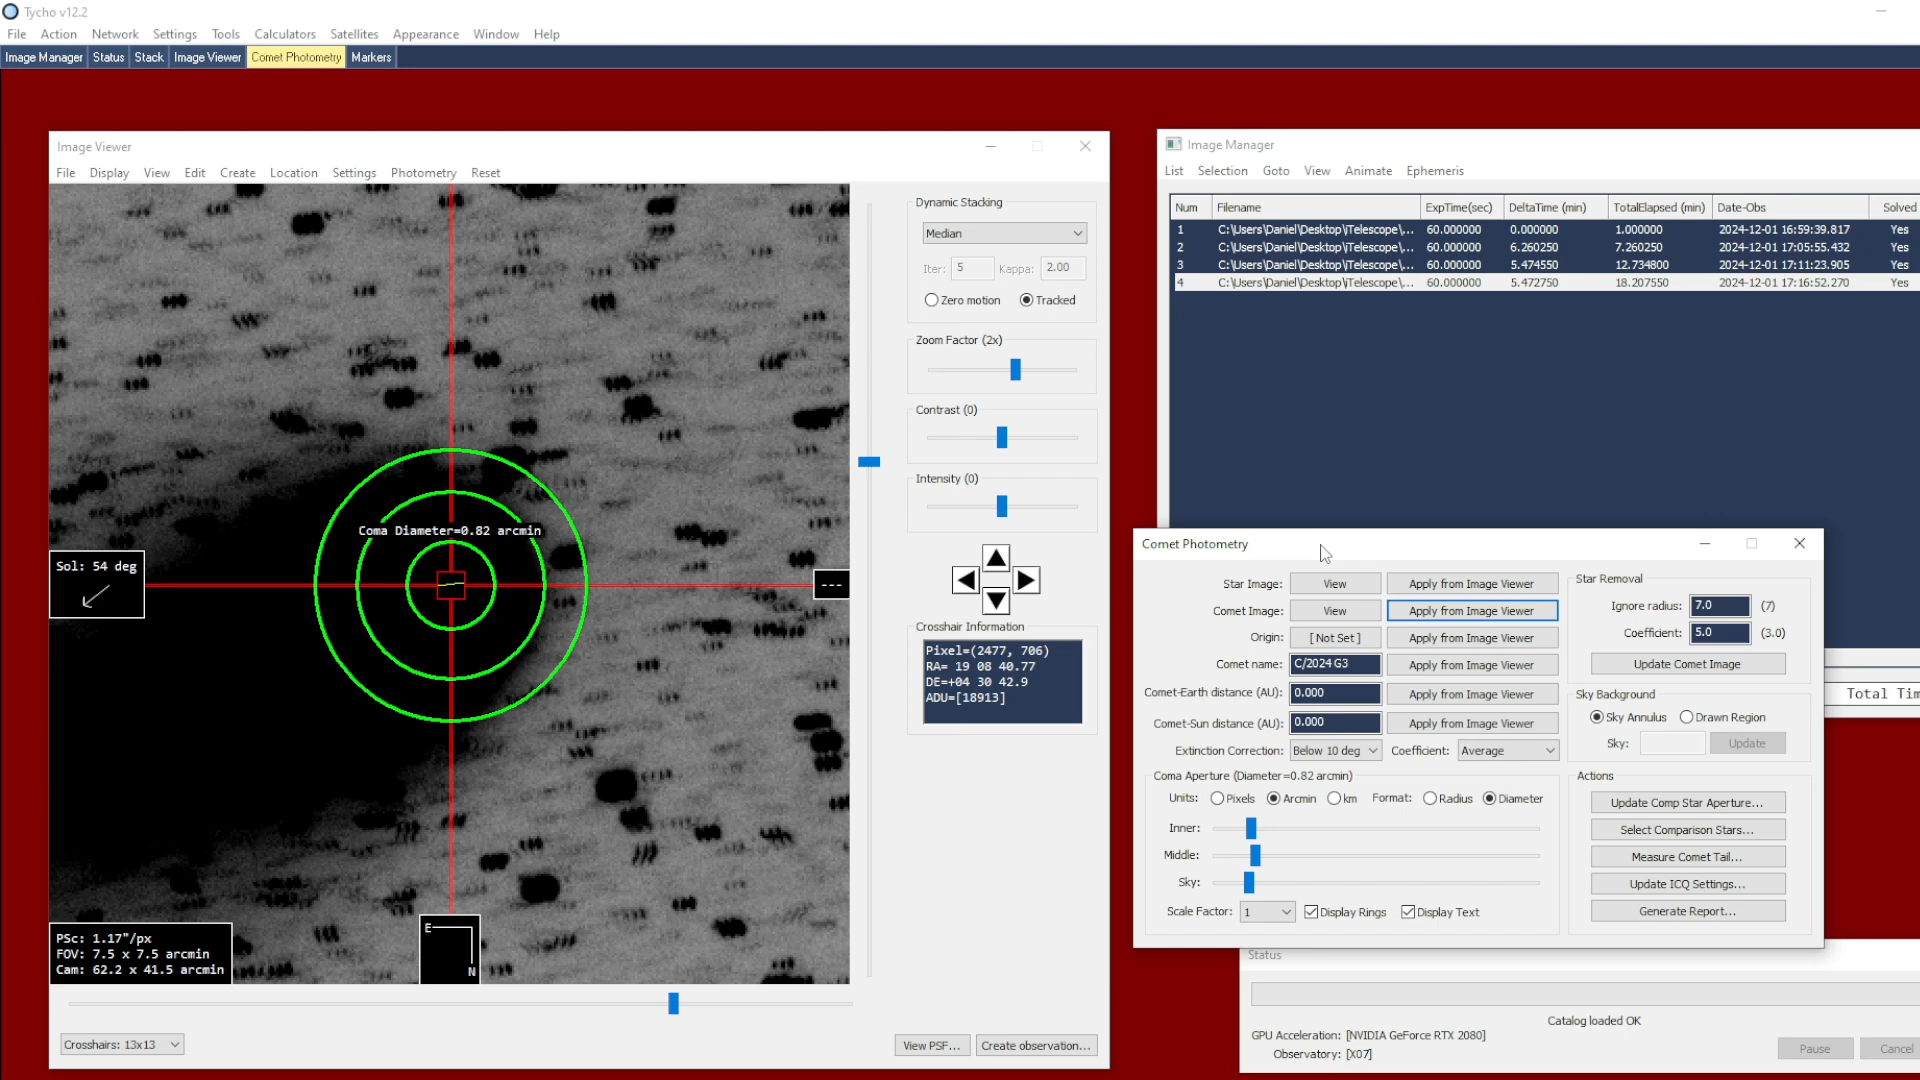 Tycho v12.2
File Action Network Settings Tools Calculators Satellites Appearance Window Help
Image Manager Status Stack Image Viewer Comet Photometry Markers
Image Viewer
File Display View Edit Create Location Settings Photometry Reset
Coma Diameter=0.82 arcmin
Sol: 54 deg
---
PSc: 1.17"/px
FOV: 7.5 x 7.5 arcmin
Cam: 62.2 x 41.5 arcmin
E
N
Crosshairs: 13x13
Dynamic Stacking
Median
Iter: 5 Kappa: 2.00
Zero motion Tracked
Zoom Factor (2x)
Contrast (0)
Intensity (0)
Crosshair Information
Pixel=(2477, 706)
RA= 19 08 40.77
DE=+04 30 42.9
ADU=[18913]
View PSF... Create observation...
Image Manager
List Selection Goto View Animate Ephemeris
Num Filename ExpTime(sec) DeltaTime (min) TotalElapsed (min) Date-Obs Solved
1 C:\Users\Daniel\Desktop\iTelescope\... 60.000000 0.000000 1.000000 2024-12-01 16:59:39.817 Yes
2 C:\Users\Daniel\Desktop\iTelescope\... 60.000000 6.260250 7.260250 2024-12-01 17:05:55.432 Yes
3 C:\Users\Daniel\Desktop\iTelescope\... 60.000000 5.474550 12.734800 2024-12-01 17:11:23.905 Yes
4 C:\Users\Daniel\Desktop\iTelescope\... 60.000000 5.472750 18.207550 2024-12-01 17:16:52.270 Yes
Total Tim
Comet Photometry
Star Image: View Apply from Image Viewer
Comet Image: View Apply from Image Viewer
Origin: [Not Set] Apply from Image Viewer
Comet name: C/2024 G3 Apply from Image Viewer
Comet-Earth distance (AU): 0.000 Apply from Image Viewer
Comet-Sun distance (AU): 0.000 Apply from Image Viewer
Extinction Correction: Below 10 deg Coefficient: Average
Coma Aperture (Diameter=0.82 arcmin)
Units: Pixels Arcmin km Format: Radius Diameter
Inner:
Middle:
Sky:
Scale Factor: 1 Display Rings Display Text
Star Removal
Ignore radius: 7.0 (7)
Coefficient: 5.0 (3.0)
Update Comet Image
Sky Background
Sky Annulus Drawn Region
Sky: Update
Actions
Update Comp Star Aperture...
Select Comparison Stars...
Measure Comet Tail...
Update ICQ Settings...
Generate Report...
Status
Catalog loaded OK
GPU Acceleration: [NVIDIA GeForce RTX 2080]
Observatory: [X07]
Pause Cancel